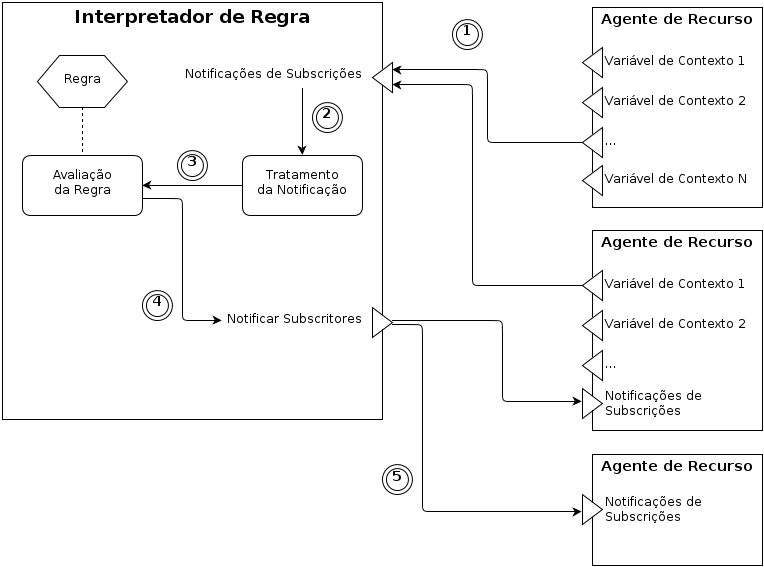 Interpretador de Regra
Regra
Notificações de Subscrições
2
3
Avaliação
da Regra
Tratamento
da Notificação
4
Notificar Subscritores
1
Agente de Recurso
Variável de Contexto 1
Variável de Contexto 2
...
Variável de Contexto N
Agente de Recurso
Variável de Contexto 1
Variável de Contexto 2
...
Notificações de
Subscrições
5
Agente de Recurso
Notificações de
Subscrições